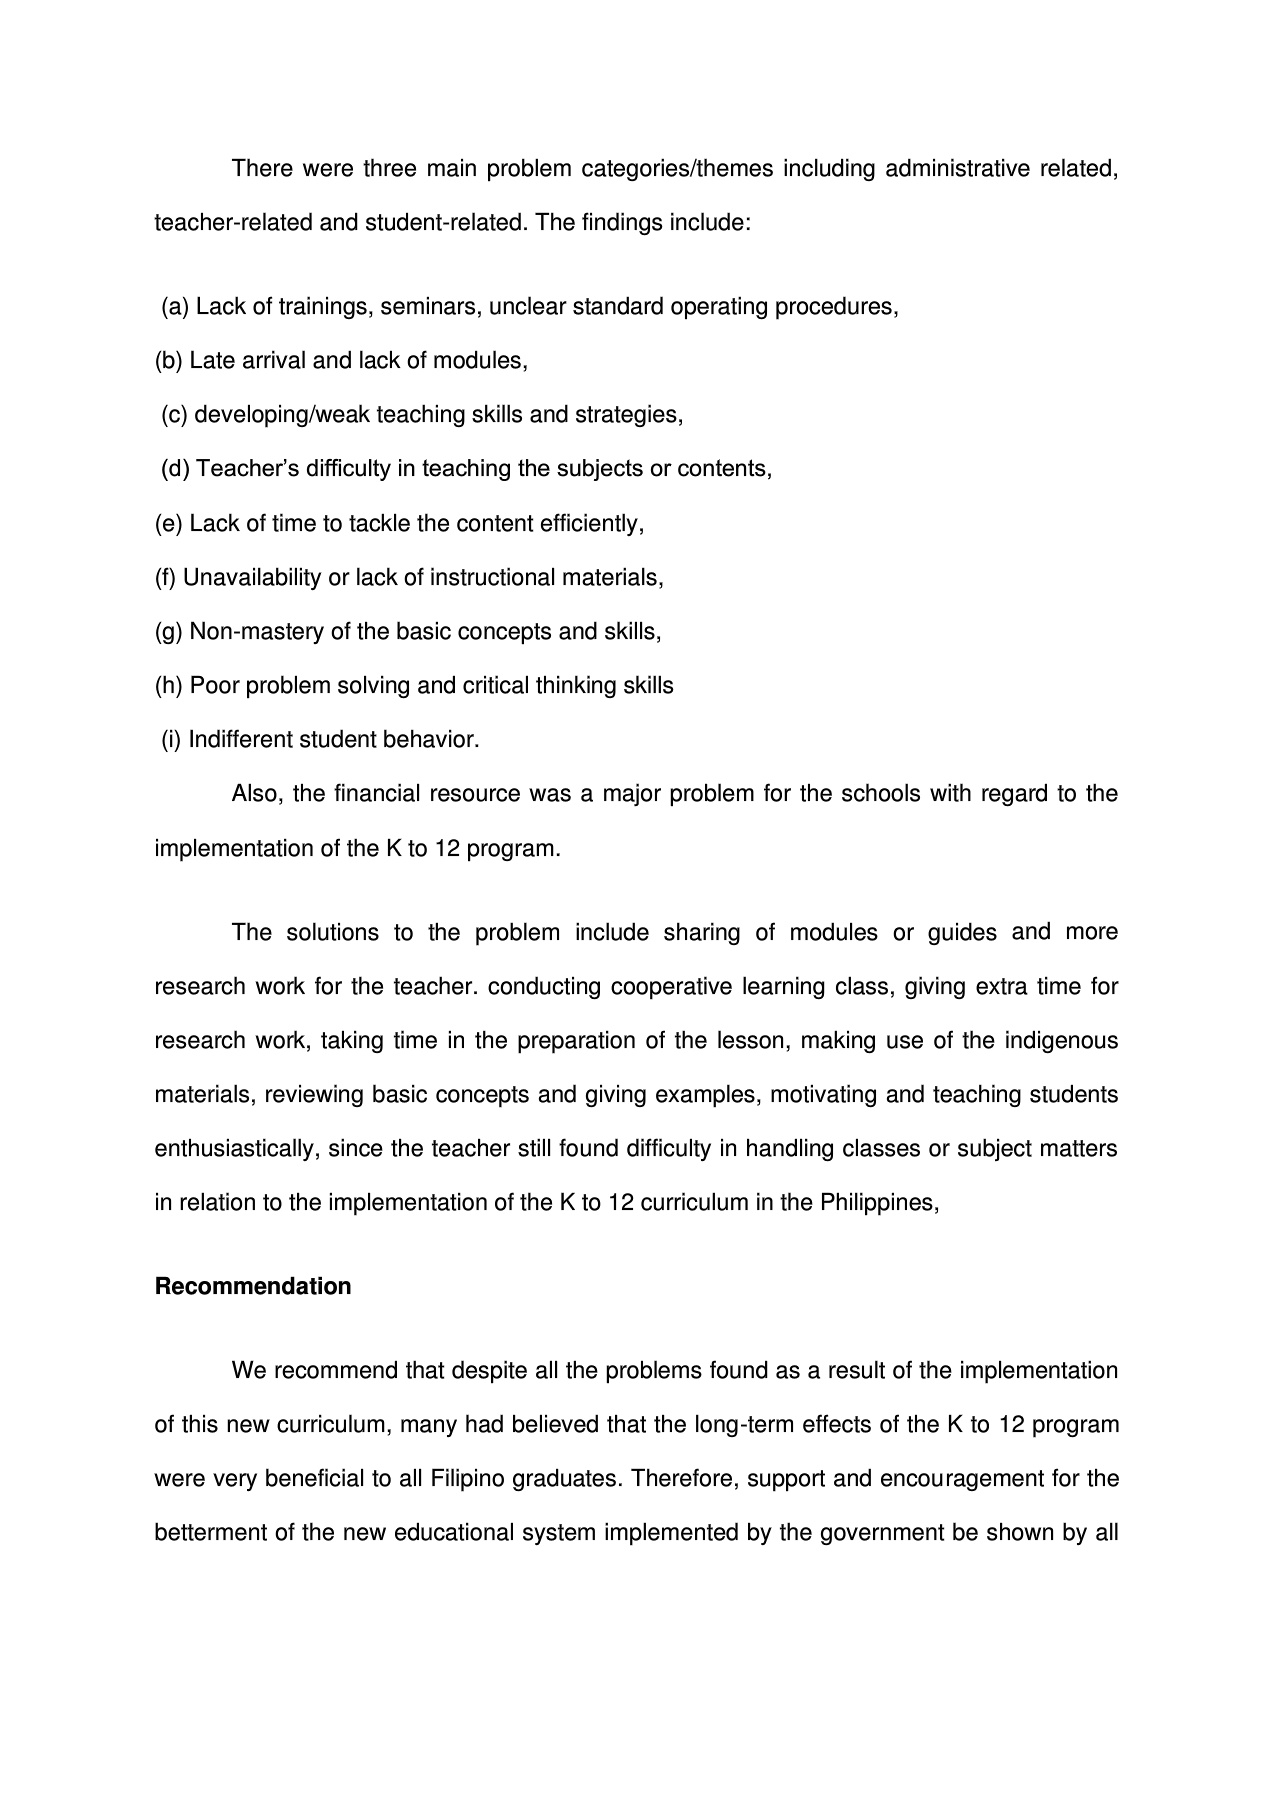 There were three main problem categories/themes including administrative related,
teacher-related and student-related. The findings include:
(a) Lack of trainings, seminars, unclear standard operating procedures,
(b) Late arrival and lack of modules,
(c) developing/weak teaching skills and strategies,
(d) Teacher’s difficulty in teaching the subjects or contents,
(e) Lack of time to tackle the content efficiently,
(f) Unavailability or lack of instructional materials,
(g) Non-mastery of the basic concepts and skills,
(h) Poor problem solving and critical thinking skills
(i) Indifferent student behavior.
Also, the financial resource was a major problem for the schools with regard to the
implementation of the K to 12 program.
The solutions to the problem include sharing of modules or guides and more
research work for the teacher. conducting cooperative learning class, giving extra time for
research work, taking time in the preparation of the lesson, making use of the indigenous
materials, reviewing basic concepts and giving examples, motivating and teaching students
enthusiastically, since the teacher still found difficulty in handling classes or subject matters
in relation to the implementation of the K to 12 curriculum in the Philippines,
Recommendation
We recommend that despite all the problems found as a result of the implementation
of this new curriculum, many had believed that the long-term effects of the K to 12 program
were very beneficial to all Filipino graduates. Therefore, support and encouragement for the
betterment of the new educational system implemented by the government be shown by all